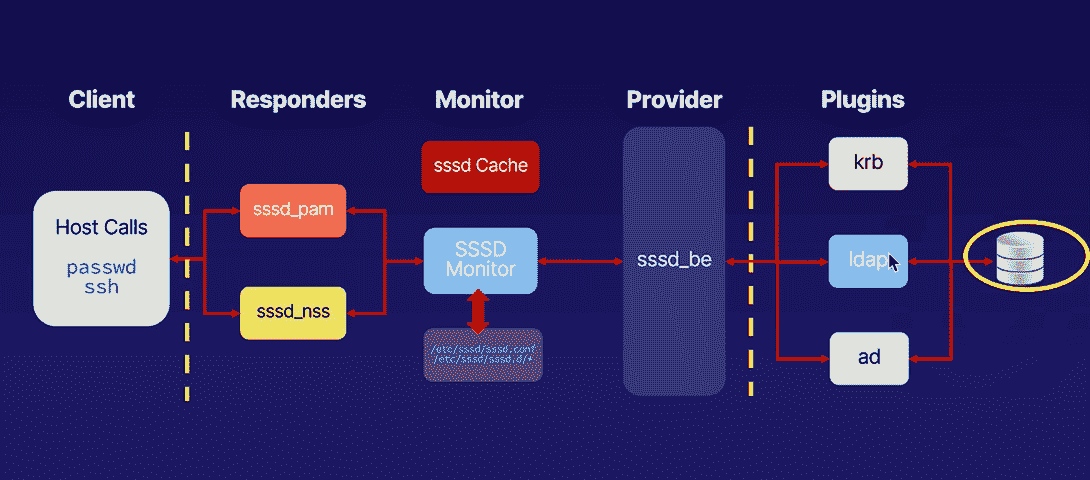 Client
Responders
Monitor
Provider
Plugins
Host Calls
passwd
ssh
sssd_pam
sssd_nss
sssd Cache
SSSD
Monitor
/etc/sssd/sssd.conf
/etc/sssd/sssd.d/*
sssd_be
krb
ldap
ad